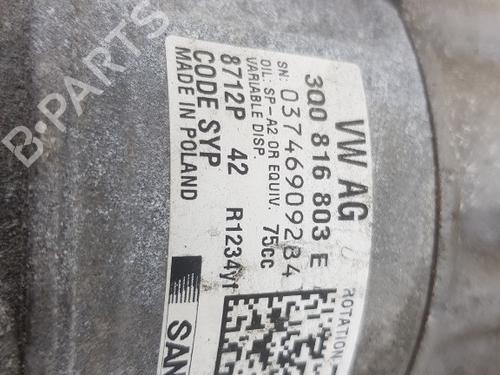 VW AG
3Q0 816 803 E
SN: 03746909284
OIL: SP-A2 OR EQUIV. 75cc
VARIABLE DISP.
8712P 42 R1234yf
CODE SYP
MADE IN POLAND
ROTATION
SAN
B